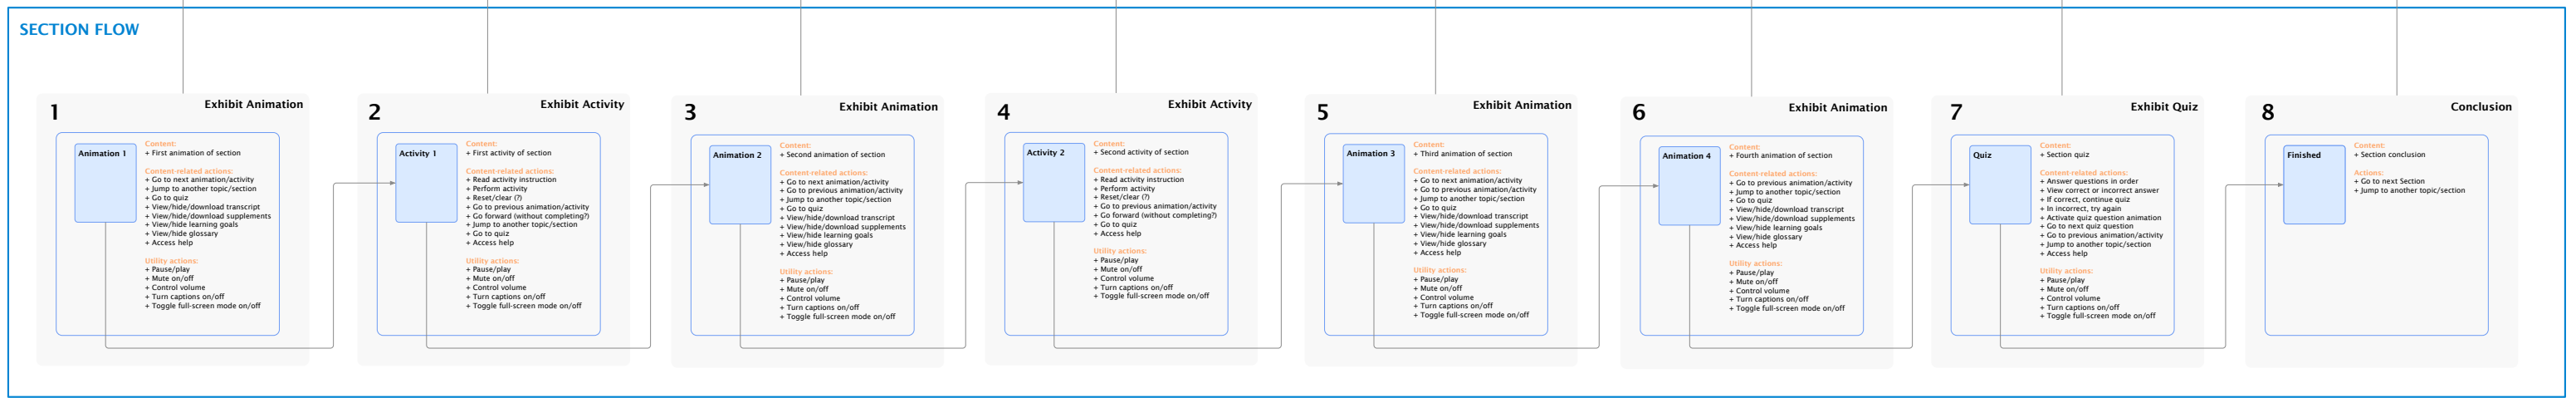 SECTION FLOW
1
Exhibit Animation
Animation 1
Content:
+ First animation of section
Content-related actions:
+ Go to next animation/activity
+ Jump to another topic/section
+ Go to quiz
+ View/hide/download transcript
+ View/hide/download supplements
+ View/hide learning goals
+ View/hide glossary
+ Access help
Utility actions:
+ Pause/play
+ Mute on/off
+ Control volume
+ Turn captions on/off
+ Toggle full-screen mode on/off
2
Exhibit Activity
Activity 1
Content:
+ First activity of section
Content-related actions:
+ Read activity instruction
+ Perform activity
+ Reset/clear (?)
+ Go to previous animation/activity
+ Go forward (without completing?)
+ Jump to another topic/section
+ Go to quiz
+ Access help
Utility actions:
+ Pause/play
+ Mute on/off
+ Control volume
+ Turn captions on/off
+ Toggle full-screen mode on/off
3
Exhibit Animation
Animation 2
Content:
+ Second animation of section
Content-related actions:
+ Go to next animation/activity
+ Go to previous animation/activity
+ Jump to another topic/section
+ Go to quiz
+ View/hide/download transcript
+ View/hide/download supplements
+ View/hide learning goals
+ View/hide glossary
+ Access help
Utility actions:
+ Pause/play
+ Mute on/off
+ Control volume
+ Turn captions on/off
+ Toggle full-screen mode on/off
4
Exhibit Activity
Activity 2
Content:
+ Second activity of section
Content-related actions:
+ Read activity instruction
+ Perform activity
+ Reset/clear (?)
+ Go to previous animation/activity
+ Go forward (without completing?)
+ Go to quiz
+ Access help
Utility actions:
+ Pause/play
+ Mute on/off
+ Control volume
+ Turn captions on/off
+ Toggle full-screen mode on/off
5
Exhibit Animation
Animation 3
Content:
+ Third animation of section
Content-related actions:
+ Go to next animation/activity
+ Go to previous animation/activity
+ Jump to another topic/section
+ Go to quiz
+ View/hide/download transcript
+ View/hide/download supplements
+ View/hide learning goals
+ View/hide glossary
+ Access help
Utility actions:
+ Pause/play
+ Mute on/off
+ Control volume
+ Turn captions on/off
+ Toggle full-screen mode on/off
6
Exhibit Animation
Animation 4
Content:
+ Fourth animation of section
Content-related actions:
+ Go to previous animation/activity
+ Jump to another topic/section
+ Go to quiz
+ View/hide/download transcript
+ View/hide/download supplements
+ View/hide learning goals
+ View/hide glossary
+ Access help
Utility actions:
+ Pause/play
+ Mute on/off
+ Control volume
+ Turn captions on/off
+ Toggle full-screen mode on/off
7
Exhibit Quiz
Quiz
Content:
+ Section quiz
Content-related actions:
+ Answer questions in order
+ View correct or incorrect answer
+ If correct, continue quiz
+ In incorrect, try again
+ Activate quiz question animation
+ Go to next quiz question
+ Go to previous animation/activity
+ Jump to another topic/section
+ Access help
Utility actions:
+ Pause/play
+ Mute on/off
+ Control volume
+ Turn captions on/off
+ Toggle full-screen mode on/off
8
Conclusion
Finished
Content:
+ Section conclusion
Actions:
+ Go to next Section
+ Jump to another topic/section